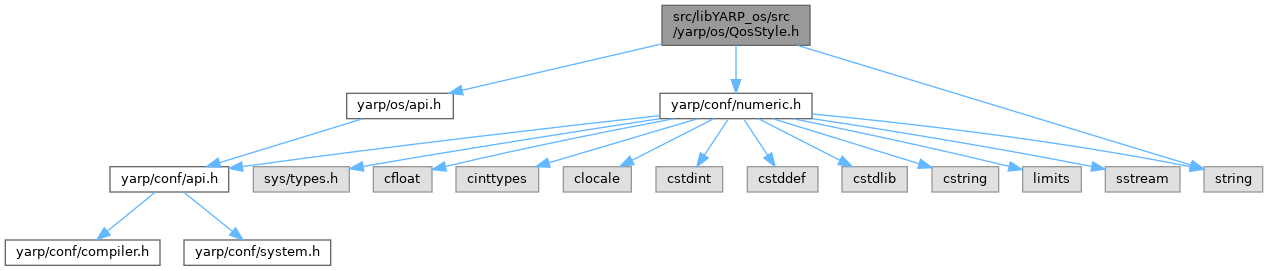 src/libYARP_os/src
/yarp/os/QosStyle.h
yarp/os/api.h
yarp/conf/numeric.h
yarp/conf/api.h
sys/types.h
cfloat
cinttypes
clocale
cstdint
cstddef
cstdlib
cstring
limits
sstream
string
yarp/conf/compiler.h
yarp/conf/system.h